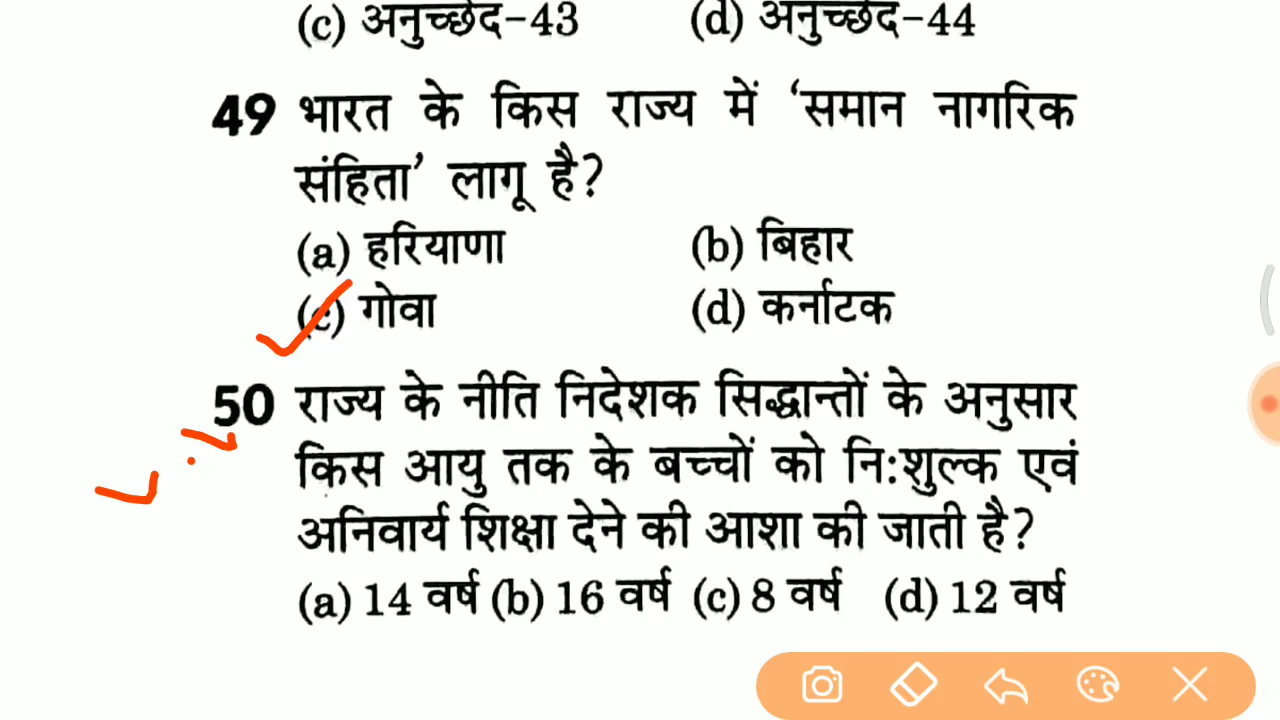 (c) अनुच्छेद-43 (d) अनुच्छेद-44
49 भारत के किस राज्य में ‘समान नागरिक
संहिता’ लागू है?
(a) हरियाणा (b) बिहार
(c) गोवा (d) कर्नाटक
50 राज्य के नीति निदेशक सिद्धान्तों के अनुसार
किस आयु तक के बच्चों को नि:शुल्क एवं
अनिवार्य शिक्षा देने की आशा की जाती है?
(a) 14 वर्ष (b) 16 वर्ष (c) 8 वर्ष (d) 12 वर्ष